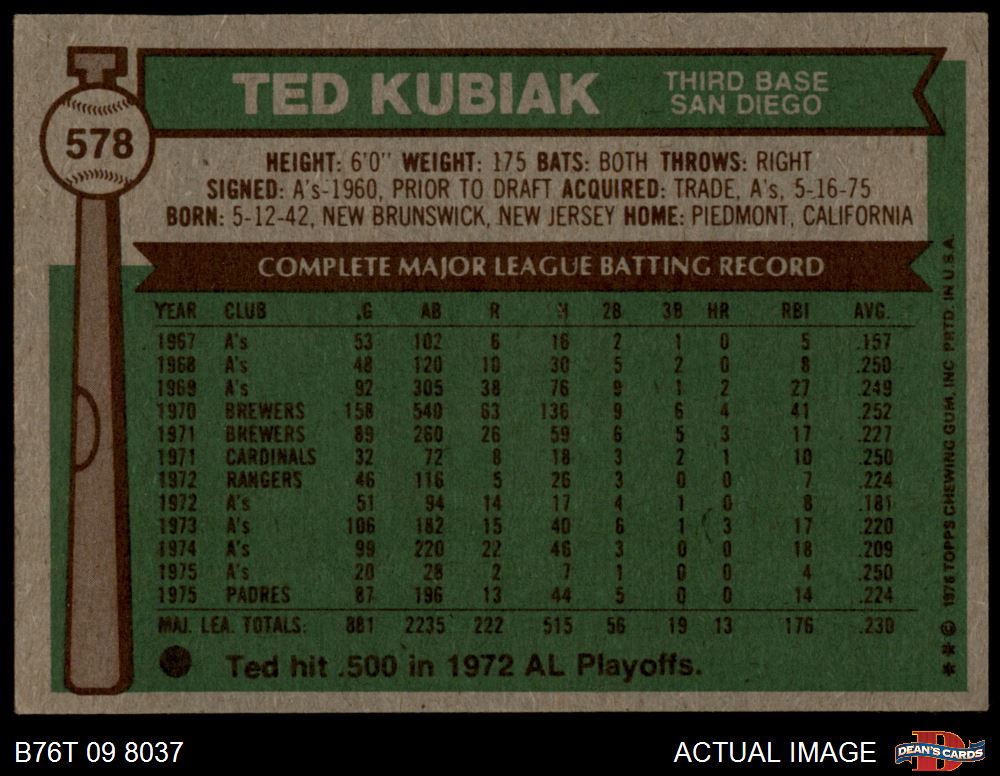 578
TED KUBIAK
THIRD BASE
SAN DIEGO
HEIGHT: 6'0" WEIGHT: 175 BATS: BOTH THROWS: RIGHT
SIGNED: A's-1960, PRIOR TO DRAFT ACQUIRED: TRADE, A's, 5-16-75
BORN: 5-12-42, NEW BRUNSWICK, NEW JERSEY HOME: PIEDMONT, CALIFORNIA
COMPLETE MAJOR LEAGUE BATTING RECORD
YEAR CLUB G AB R H 2B 3B HR RBI AVG.
1967 A's 53 102 6 16 2 1 0 5 .157
1968 A's 48 120 10 30 5 2 0 8 .250
1969 A's 92 305 38 76 9 1 2 27 .249
1970 BREWERS 158 540 63 136 9 6 4 41 .252
1971 BREWERS 89 260 26 59 6 5 3 17 .227
1971 CARDINALS 32 72 8 18 3 2 1 10 .250
1972 RANGERS 46 116 5 26 3 0 0 7 .224
1972 A's 51 94 14 17 4 1 0 8 .181
1973 A's 106 182 15 40 6 1 3 17 .220
1974 A's 99 220 22 46 3 0 0 18 .209
1975 A's 20 28 2 7 1 0 0 4 .250
1975 PADRES 87 196 13 44 5 0 0 14 .224
MAJ. LEA. TOTALS: 881 2235 222 515 56 19 13 176 .230
Ted hit .500 in 1972 AL Playoffs.
** © 1976 TOPPS CHEWING GUM, INC PRTD. IN U.S.A.
B76T 09 8037
ACTUAL IMAGE
D
DEAN'S CARDS